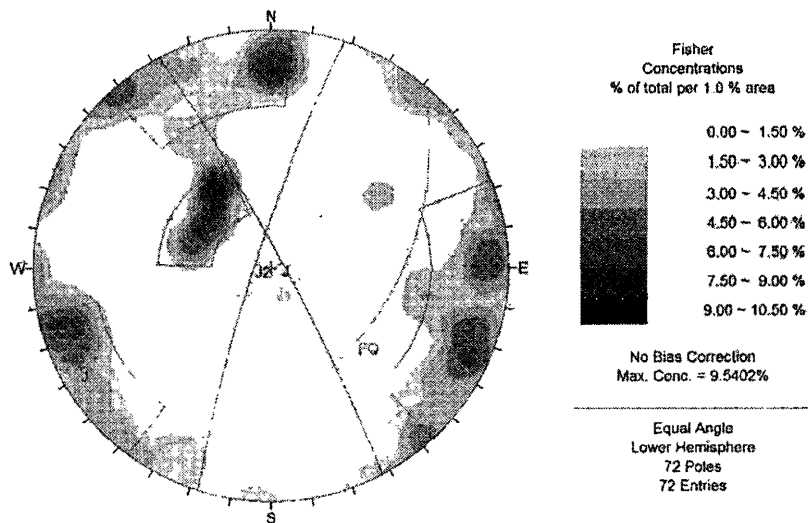 N
W
E
S
J2
J
FQ
Fisher
Concentrations
% of total per 1.0 % area
0.00 ~ 1.50 %
1.50 ~ 3.00 %
3.00 ~ 4.50 %
4.50 ~ 6.00 %
6.00 ~ 7.50 %
7.50 ~ 9.00 %
9.00 ~ 10.50 %
No Bias Correction
Max. Conc. = 9.5402%
Equal Angle
Lower Hemisphere
72 Poles
72 Entries